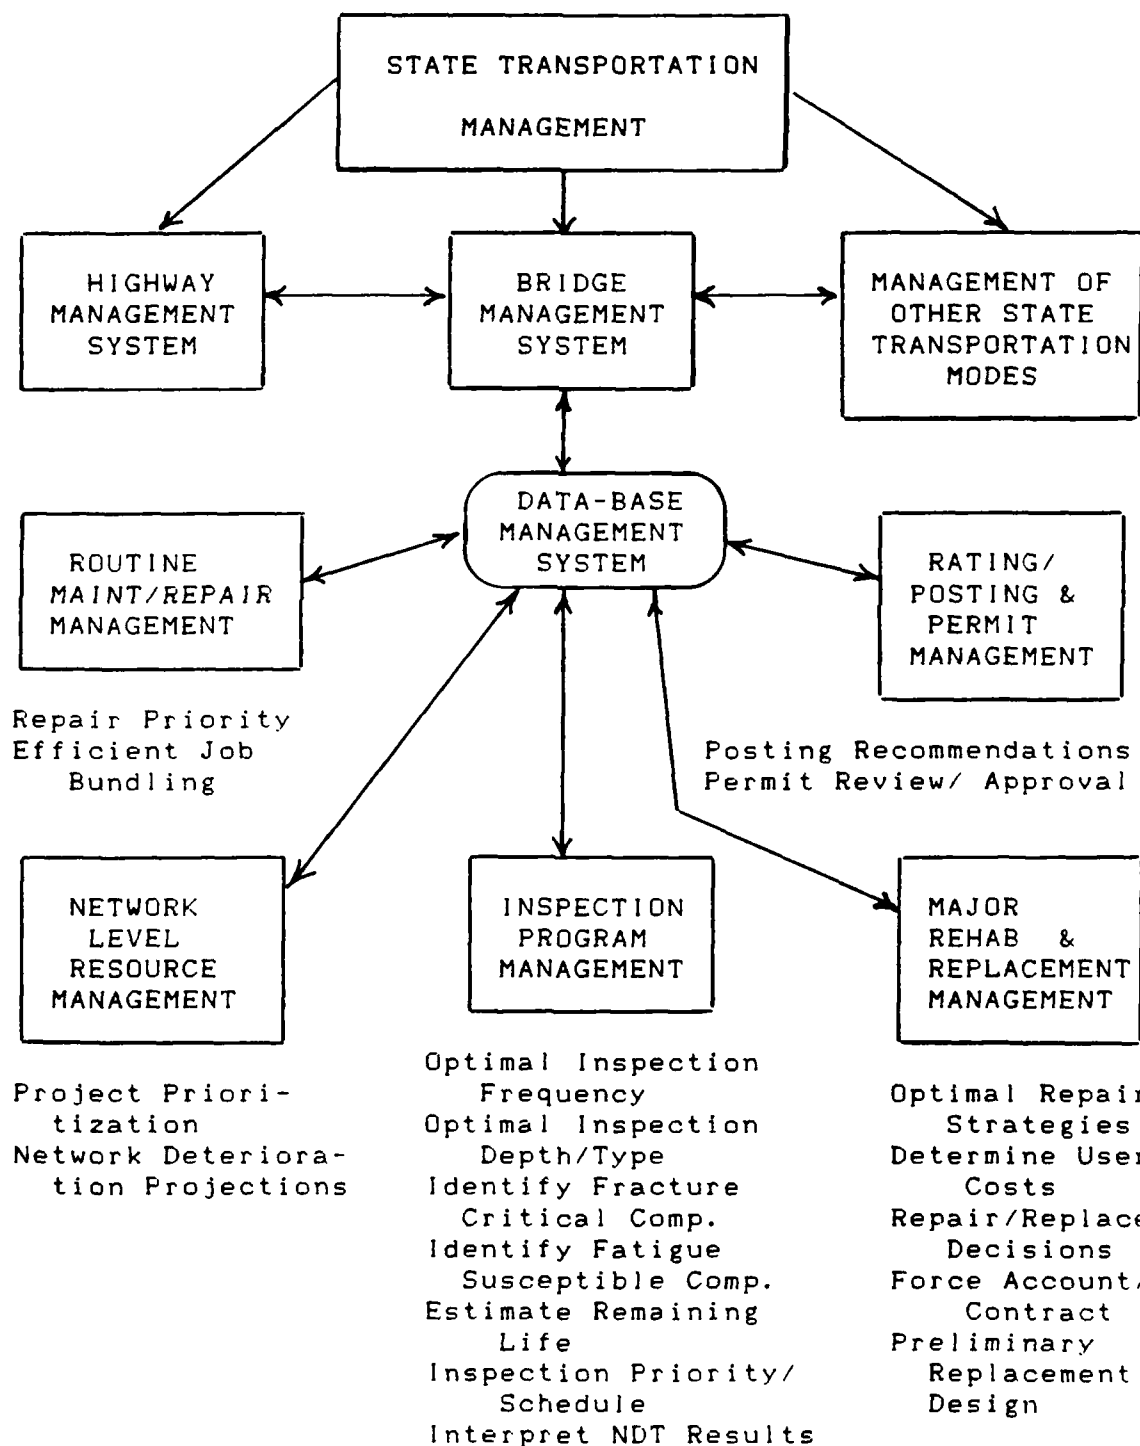 STATE TRANSPORTATION
MANAGEMENT
HIGHWAY
MANAGEMENT
SYSTEM
BRIDGE
MANAGEMENT
SYSTEM
MANAGEMENT OF
OTHER STATE
TRANSPORTATION
MODES
DATA-BASE
MANAGEMENT
SYSTEM
ROUTINE
MAINT/REPAIR
MANAGEMENT
RATING/
POSTING &
PERMIT
MANAGEMENT
Repair Priority
Efficient Job
Bundling
Posting Recommendations
Permit Review/ Approval
NETWORK
LEVEL
RESOURCE
MANAGEMENT
INSPECTION
PROGRAM
MANAGEMENT
MAJOR
REHAB &
REPLACEMENT
MANAGEMENT
Project Priori-
tization
Network Deteriora-
tion Projections
Optimal Inspection
Frequency
Optimal Inspection
Depth/Type
Identify Fracture
Critical Comp.
Identify Fatigue
Susceptible Comp.
Estimate Remaining
Life
Inspection Priority/
Schedule
Interpret NDT Results
Optimal Repair
Strategies
Determine User
Costs
Repair/Replace
Decisions
Force Account/
Contract
Preliminary
Replacement
Design